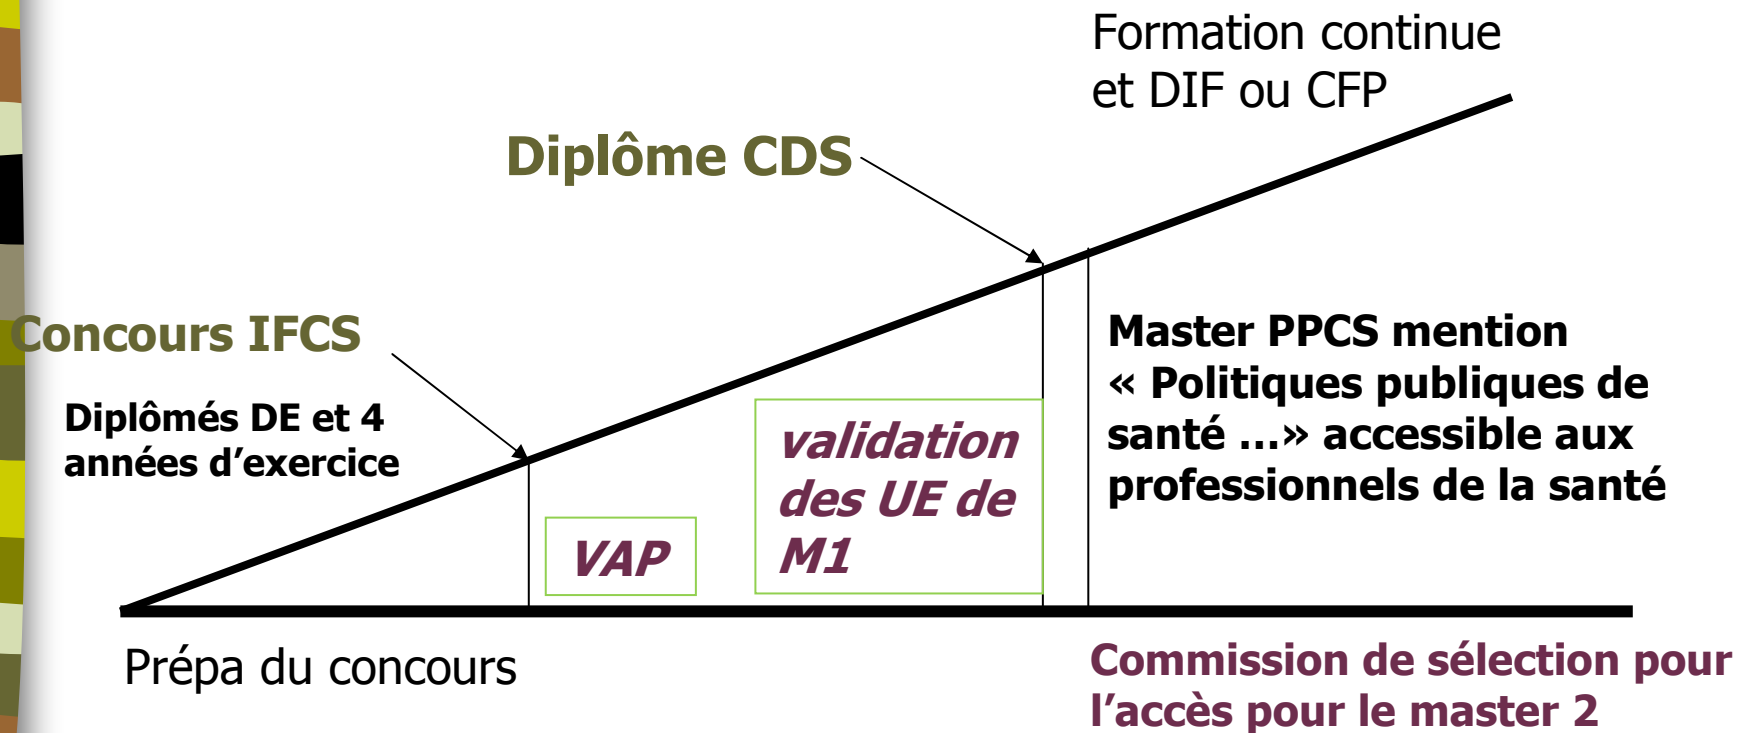 Formation continue
et DIF ou CFP
Diplôme CDS
Concours IFCS
Diplômés DE et 4
années d’exercice
VAP
validation
des UE de
M1
Master PPCS mention
« Politiques publiques de
santé …» accessible aux
professionnels de la santé
Prépa du concours
Commission de sélection pour
l’accès pour le master 2